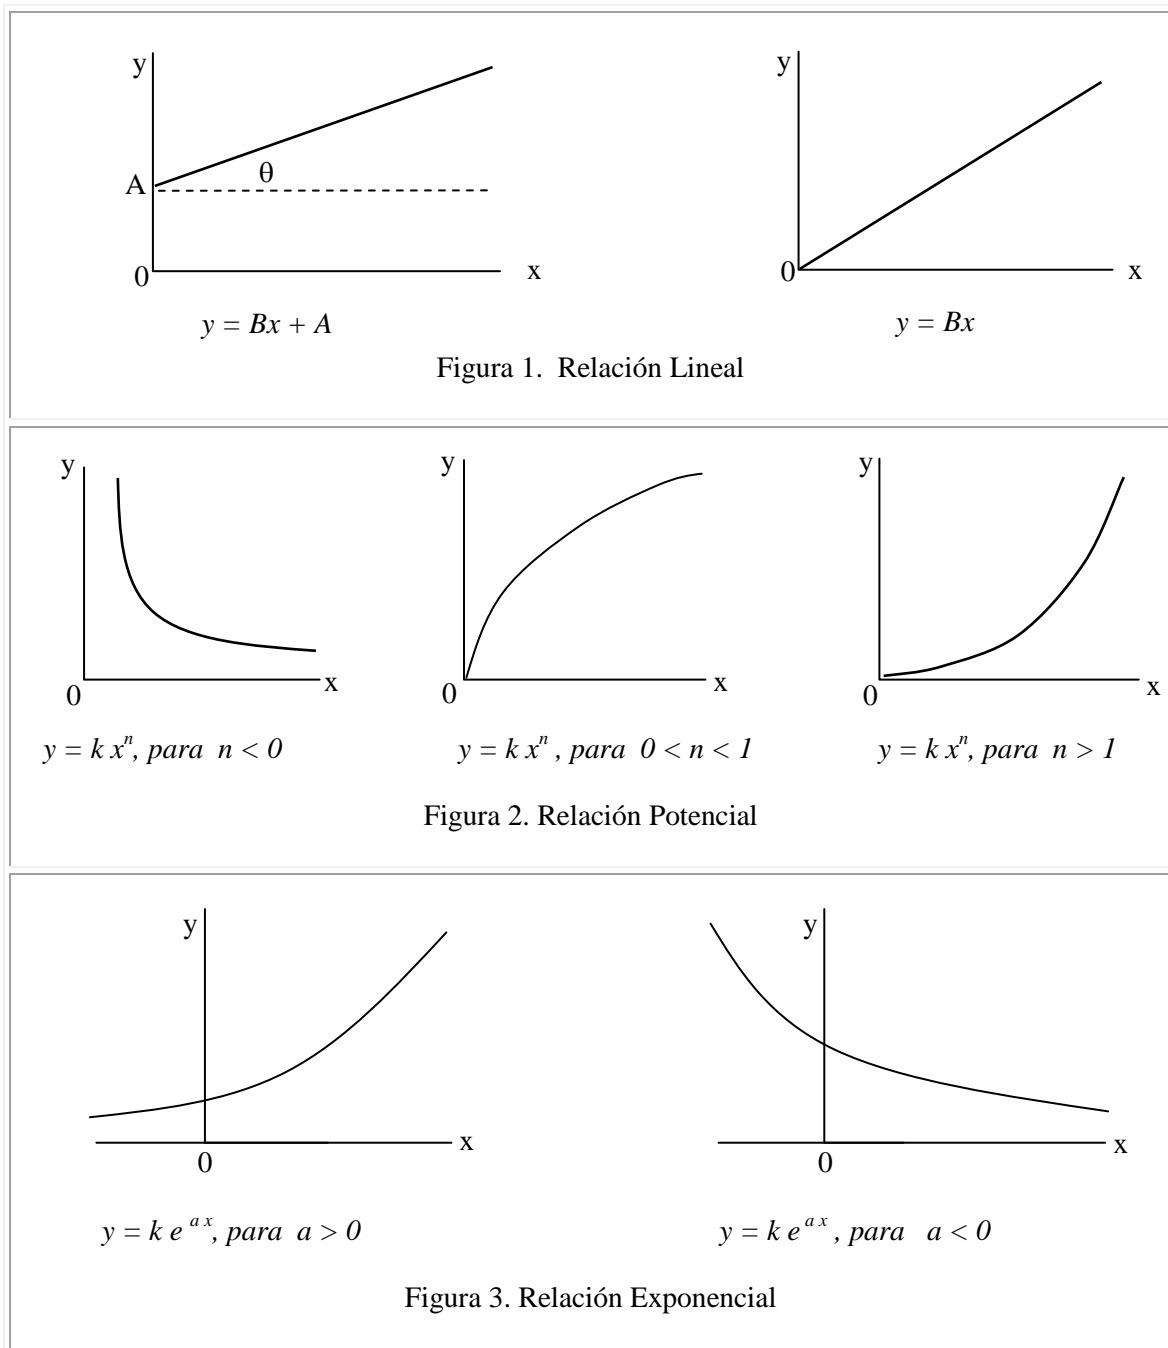 y
y
θ
A
0
x
0
x
y = Bx + A
y = Bx
Figura 1. Relación Lineal
y
y
y
0
x
0
x
0
x
y = k xⁿ, para n < 0
y = k xⁿ , para 0 < n < 1
y = k xⁿ, para n > 1
Figura 2. Relación Potencial
y
y
x
x
0
0
y = k e ᵃ ˣ, para a > 0
y = k e ᵃ ˣ , para a < 0
Figura 3. Relación Exponencial